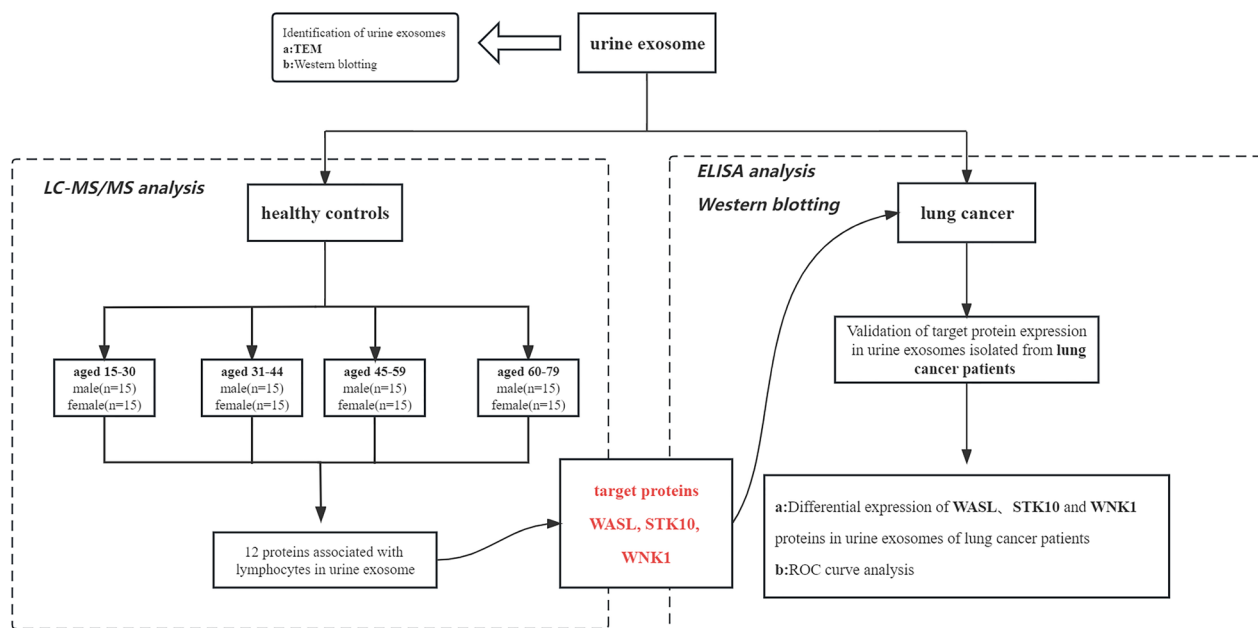 Identification of urine exosomes
a:TEM
b:Western blotting
urine exosome
LC-MS/MS analysis
healthy controls
aged 15-30
male(n=15)
female(n=15)
aged 31-44
male(n=15)
female(n=15)
aged 45-59
male(n=15)
female(n=15)
aged 60-79
male(n=15)
female(n=15)
12 proteins associated with
lymphocytes in urine exosome
target proteins
WASL, STK10,
WNK1
ELISA analysis
Western blotting
lung cancer
Validation of target protein expression
in urine exosomes isolated from lung
cancer patients
a:Differential expression of WASL、STK10 and WNK1
proteins in urine exosomes of lung cancer patients
b:ROC curve analysis